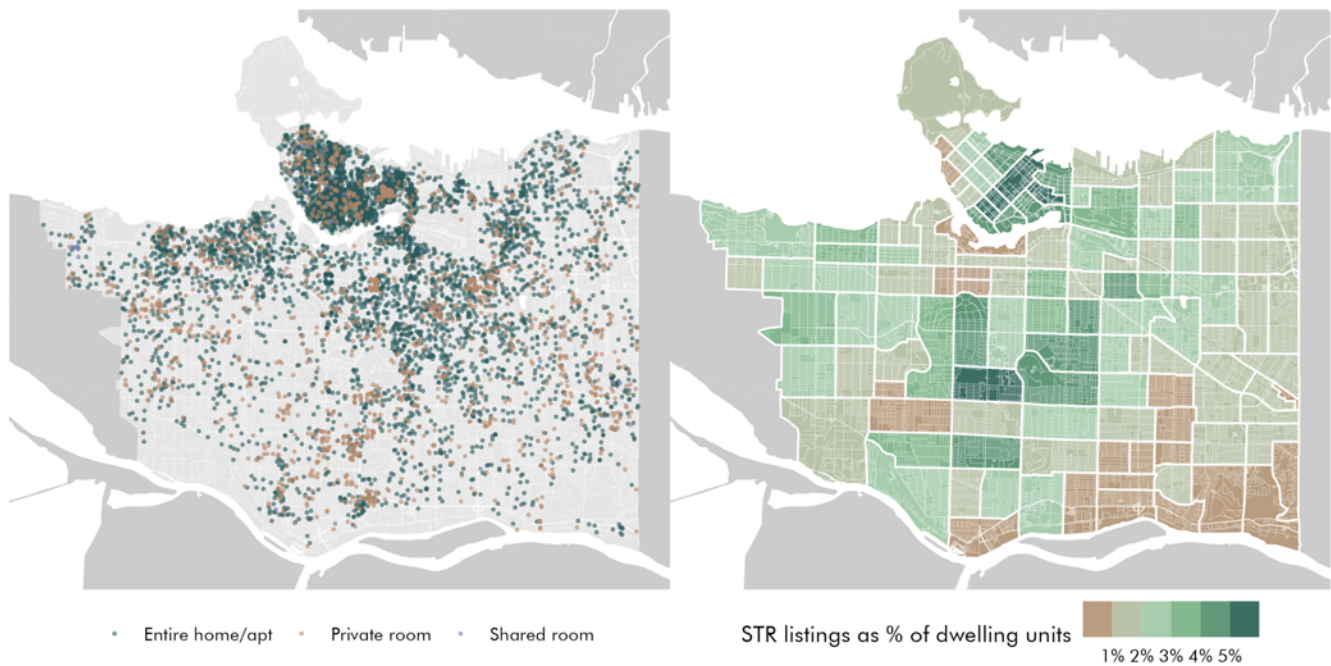 Entire home/apt Private room Shared room
STR listings as % of dwelling units
1% 2% 3% 4% 5%